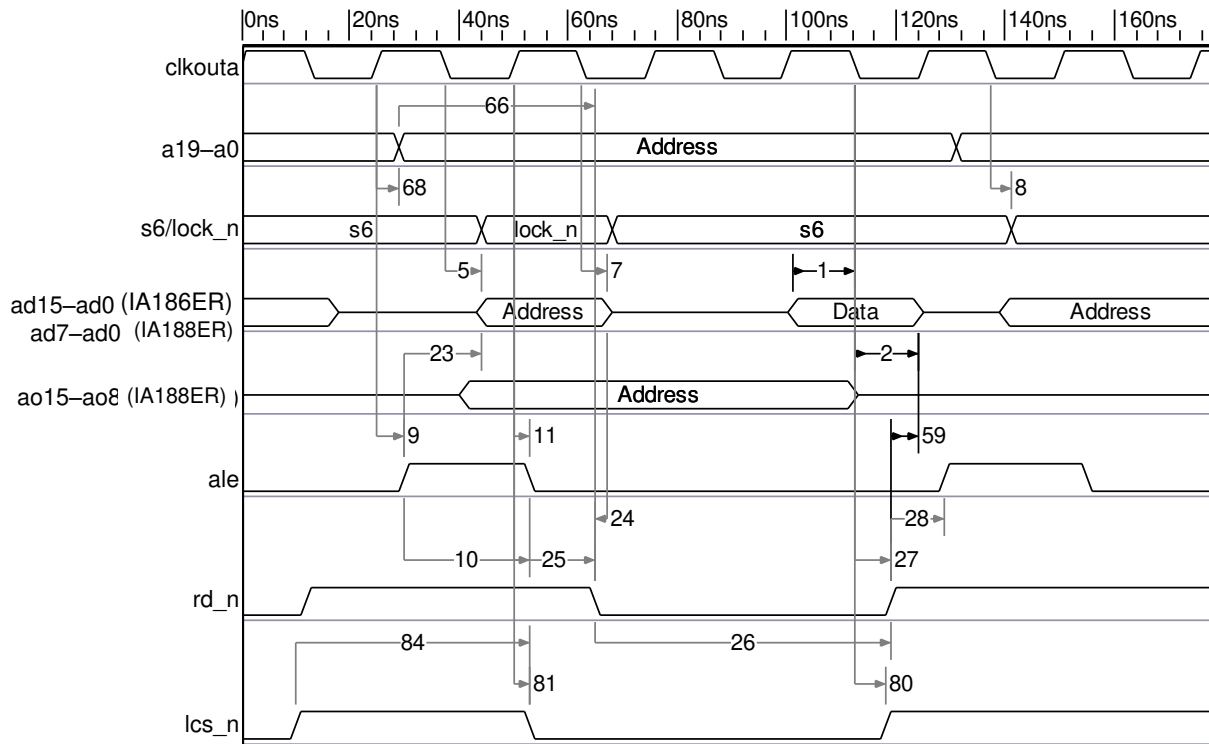 0ns 20ns 40ns 60ns 80ns 100ns 120ns 140ns 160ns
clkouta
66
a19–a0 Address
68 8
s6/lock_n s6 lock_n s6
5 7 1
ad15–ad0 (IA186ER) Address Data Address
ad7–ad0 (IA188ER)
23 2
ao15–ao8 (IA188ER) ) Address
9 11 59
ale
24 28
10 25 27
rd_n
84 26
81 80
lcs_n